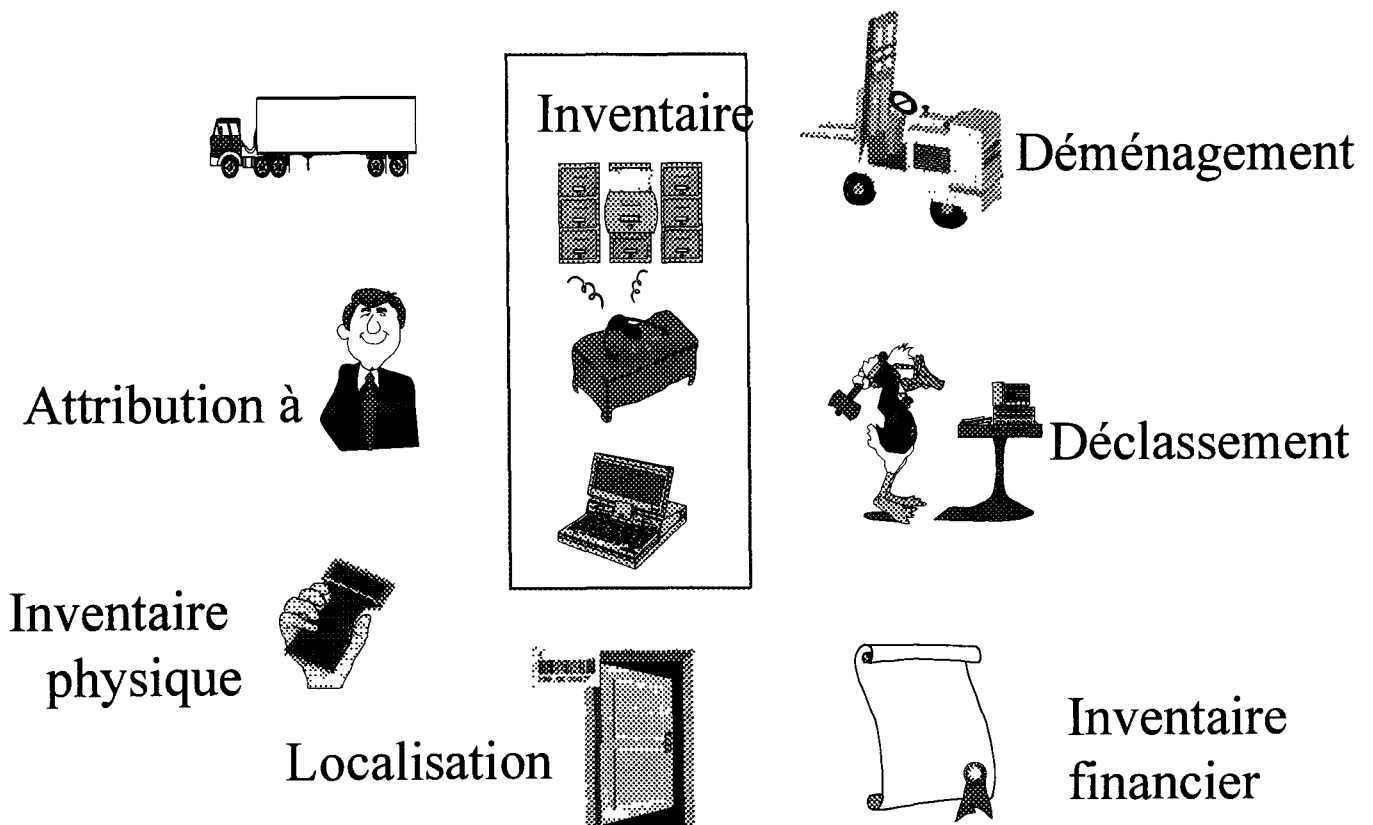 Inventaire
Déménagement
Attribution à
Déclassement
Inventaire
physique
Localisation
Inventaire
financier